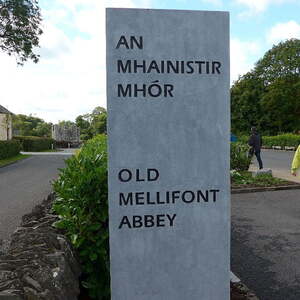 AN
MHAINISTIR
MHÓR
OLD
MELLIFONT
ABBEY